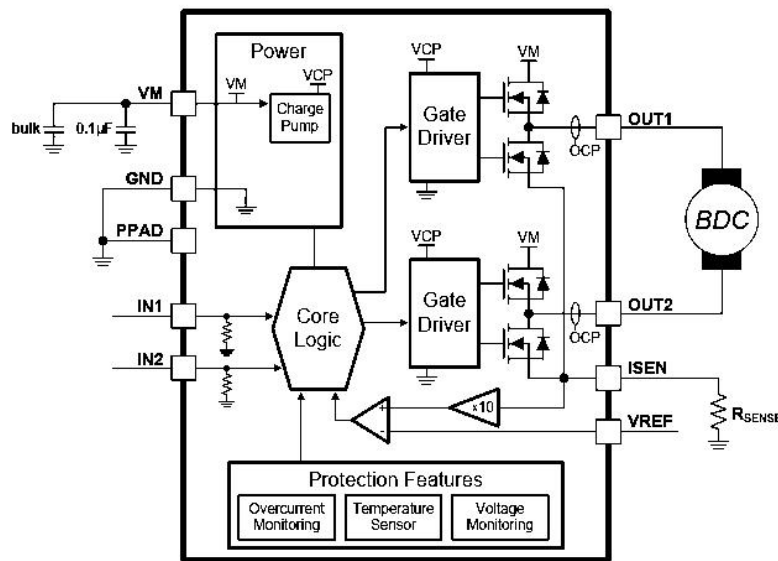 Power
VM
VCP
Charge
Pump
VM
bulk
0.1µF
GND
PPAD
IN1
IN2
Core
Logic
VCP
Gate
Driver
VM
OCP
OUT1
BDC
VCP
Gate
Driver
VM
OCP
OUT2
ISEN
x10
+
-
VREF
RSENSE
Protection Features
Overcurrent
Monitoring
Temperature
Sensor
Voltage
Monitoring